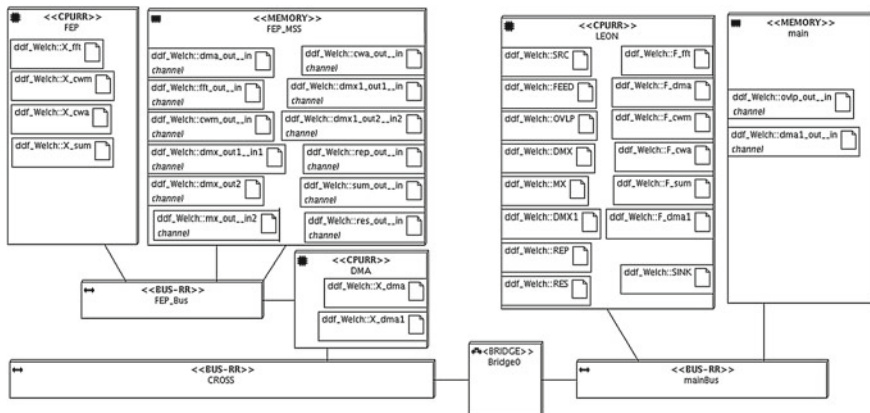 <<CPURR>>
FEP
ddf_Welch::X_fft
ddf_Welch::X_cwm
ddf_Welch::X_cwa
ddf_Welch::X_sum
<<MEMORY>>
FEP_MSS
ddf_Welch::dma_out__in
channel
ddf_Welch::fft_out__in
channel
ddf_Welch::cwm_out__in
channel
ddf_Welch::dmx_out1__in1
channel
ddf_Welch::dmx_out2
channel
ddf_Welch::mx_out__in2
channel
ddf_Welch::cwa_out__in
channel
ddf_Welch::dmx1_out1__in
channel
ddf_Welch::dmx1_out2__in2
channel
ddf_Welch::rep_out__in
channel
ddf_Welch::sum_out__in
channel
ddf_Welch::res_out__in
channel
<<BUS-RR>>
FEP_Bus
<<CPURR>>
DMA
ddf_Welch::X_dma
ddf_Welch::X_dma1
<<BUS-RR>>
CROSS
<<CPURR>>
LEON
ddf_Welch::SRC
ddf_Welch::FEED
ddf_Welch::OVLP
ddf_Welch::DMX
ddf_Welch::MX
ddf_Welch::DMX1
ddf_Welch::REP
ddf_Welch::RES
ddf_Welch::F_fft
ddf_Welch::F_dma
ddf_Welch::F_cwm
ddf_Welch::F_cwa
ddf_Welch::F_sum
ddf_Welch::F_dma1
ddf_Welch::SINK
<<MEMORY>>
main
ddf_Welch::ovlp_out__in
channel
ddf_Welch::dma1_out__in
channel
<<BRIDGE>>
Bridge0
<<BUS-RR>>
mainBus